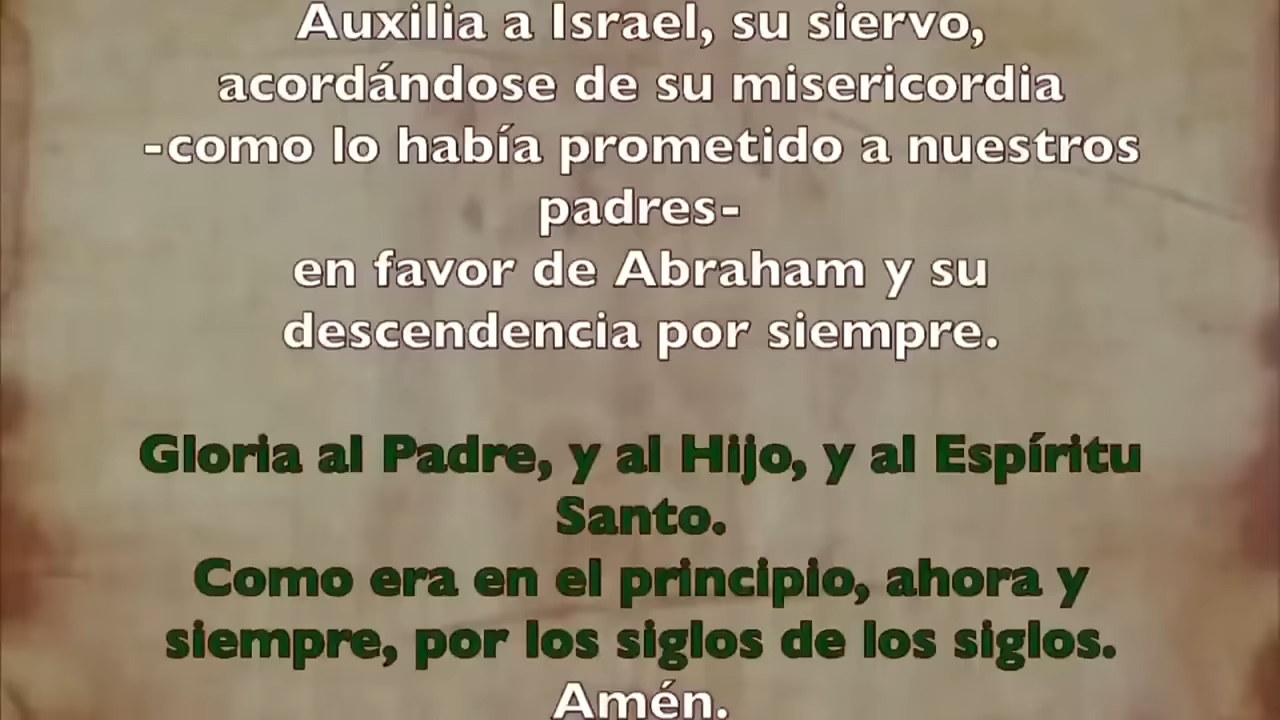 Auxilia a Israel, su siervo,
acordándose de su misericordia
-como lo había prometido a nuestros
padres-
en favor de Abraham y su
descendencia por siempre.
Gloria al Padre, y al Hijo, y al Espíritu
Santo.
Como era en el principio, ahora y
siempre, por los siglos de los siglos.
Amén.